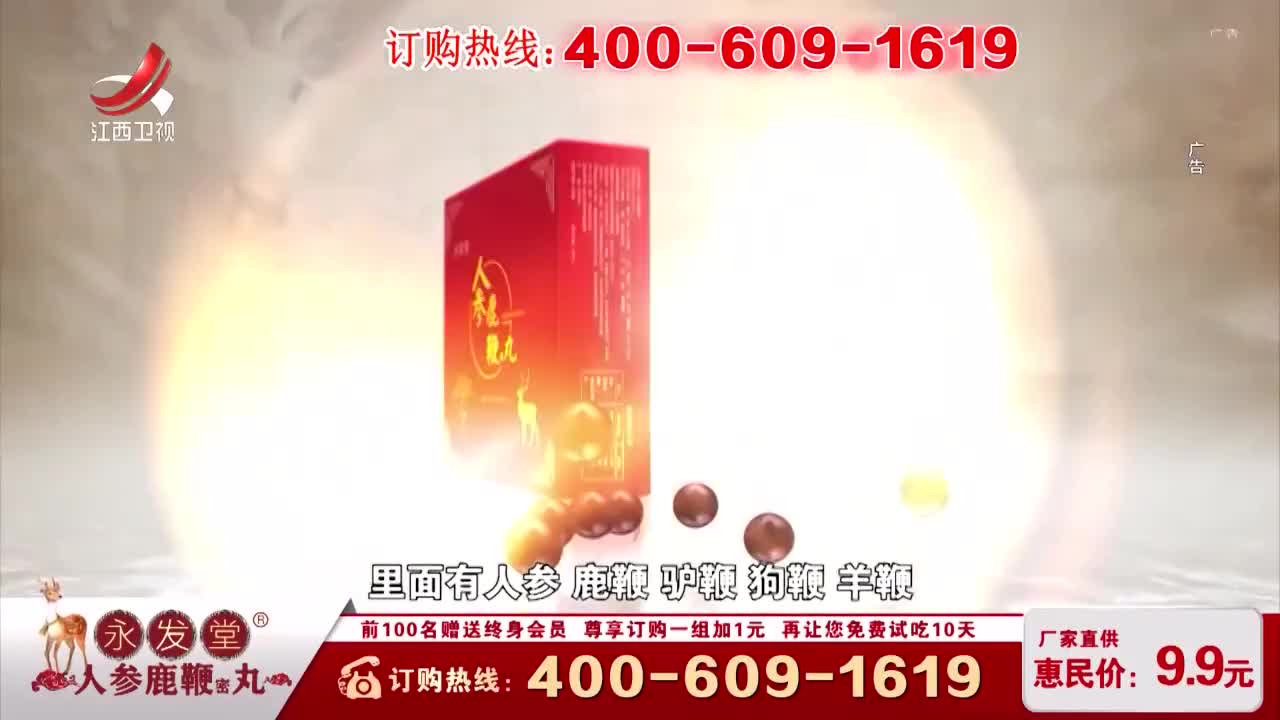 订购热线:400-609-1619
广告
江西卫视
广告
人参鹿鞭丸
里面有人参 鹿鞭 驴鞭 狗鞭 羊鞭
永发堂®
人参鹿鞭密丸
前100名赠送终身会员 尊享订购一组加1元 再让您免费试吃10天
订购热线:400-609-1619
厂家直供
惠民价:9.9元